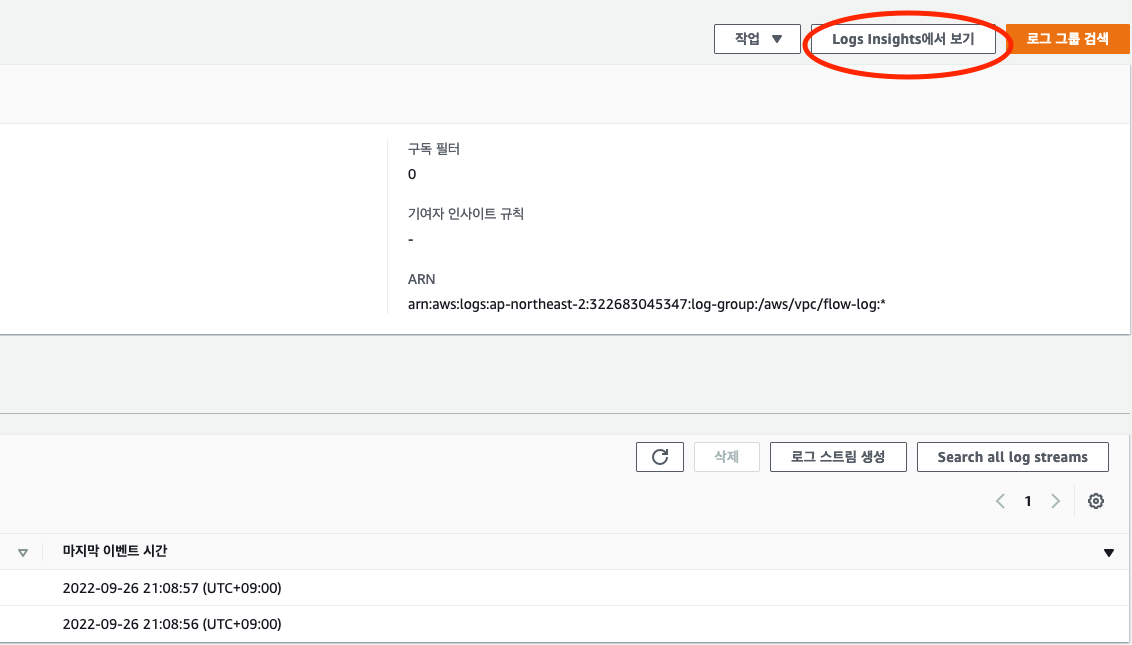 작업
Logs Insights에서 보기
로그 그룹 검색
구독 필터
0
기여자 인사이트 규칙
-
ARN
arn:aws:logs:ap-northeast-2:322683045347:log-group:/aws/vpc/flow-log:*
삭제
로그 스트림 생성
Search all log streams
1
마지막 이벤트 시간
2022-09-26 21:08:57 (UTC+09:00)
2022-09-26 21:08:56 (UTC+09:00)